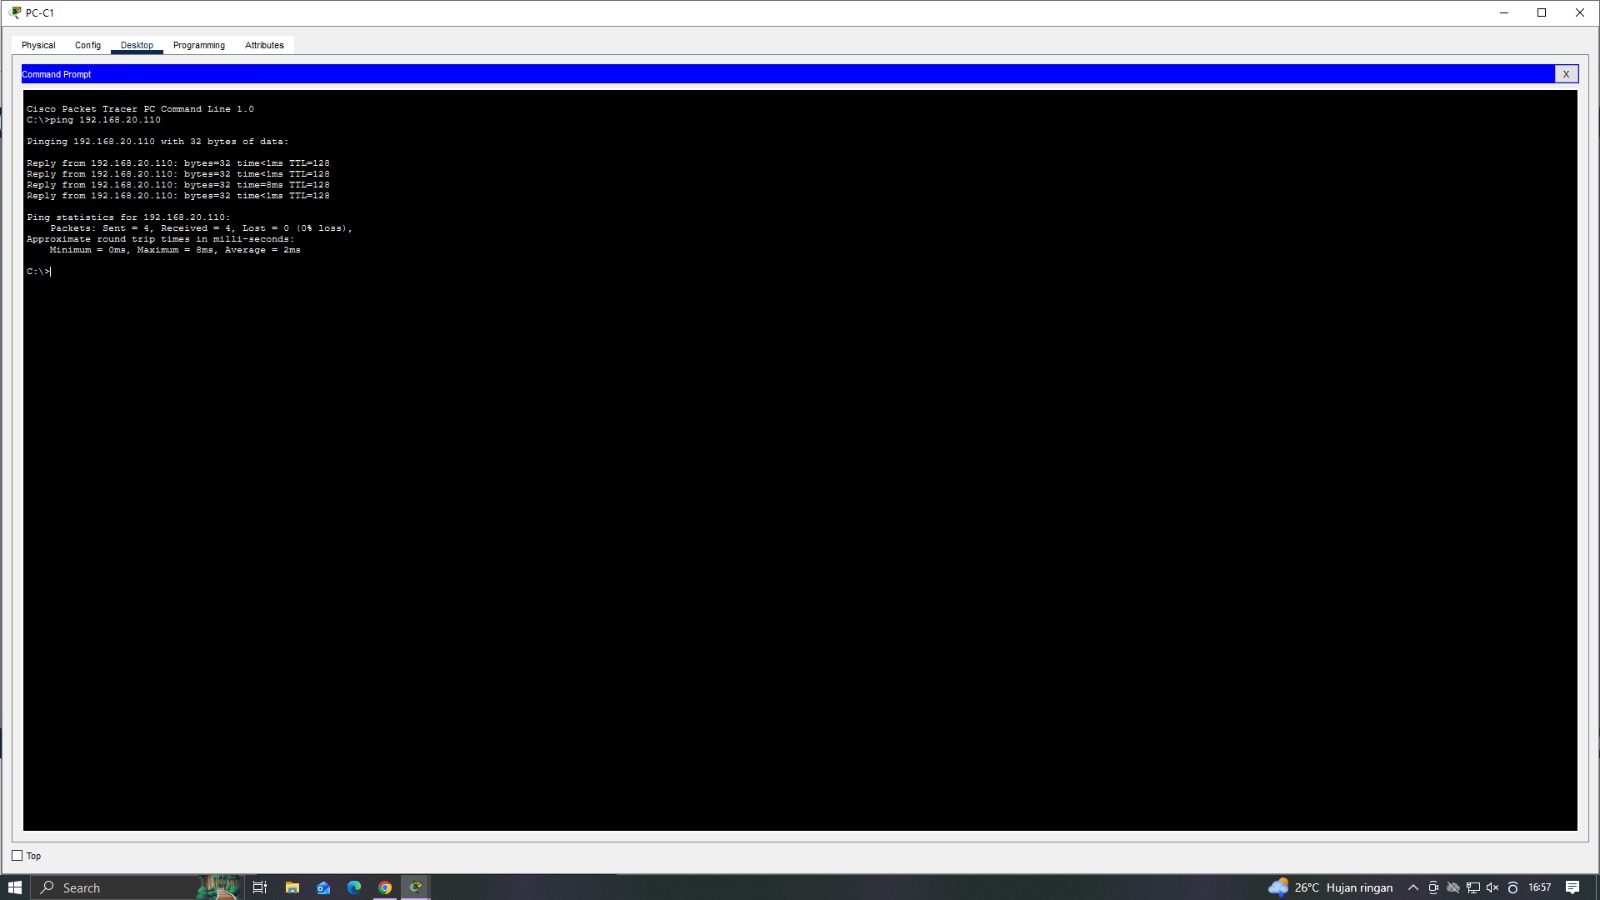 PC-C1
Physical Config Desktop Programming Attributes
Command Prompt
X
Cisco Packet Tracer PC Command Line 1.0
C:\>ping 192.168.20.110
Pinging 192.168.20.110 with 32 bytes of data:
Reply from 192.168.20.110: bytes=32 time<1ms TTL=128
Reply from 192.168.20.110: bytes=32 time<1ms TTL=128
Reply from 192.168.20.110: bytes=32 time=8ms TTL=128
Reply from 192.168.20.110: bytes=32 time<1ms TTL=128
Ping statistics for 192.168.20.110:
Packets: Sent = 4, Received = 4, Lost = 0 (0% loss),
Approximate round trip times in milli-seconds:
Minimum = 0ms, Maximum = 8ms, Average = 2ms
C:\>
Top
Search
26°C Hujan ringan
16:57